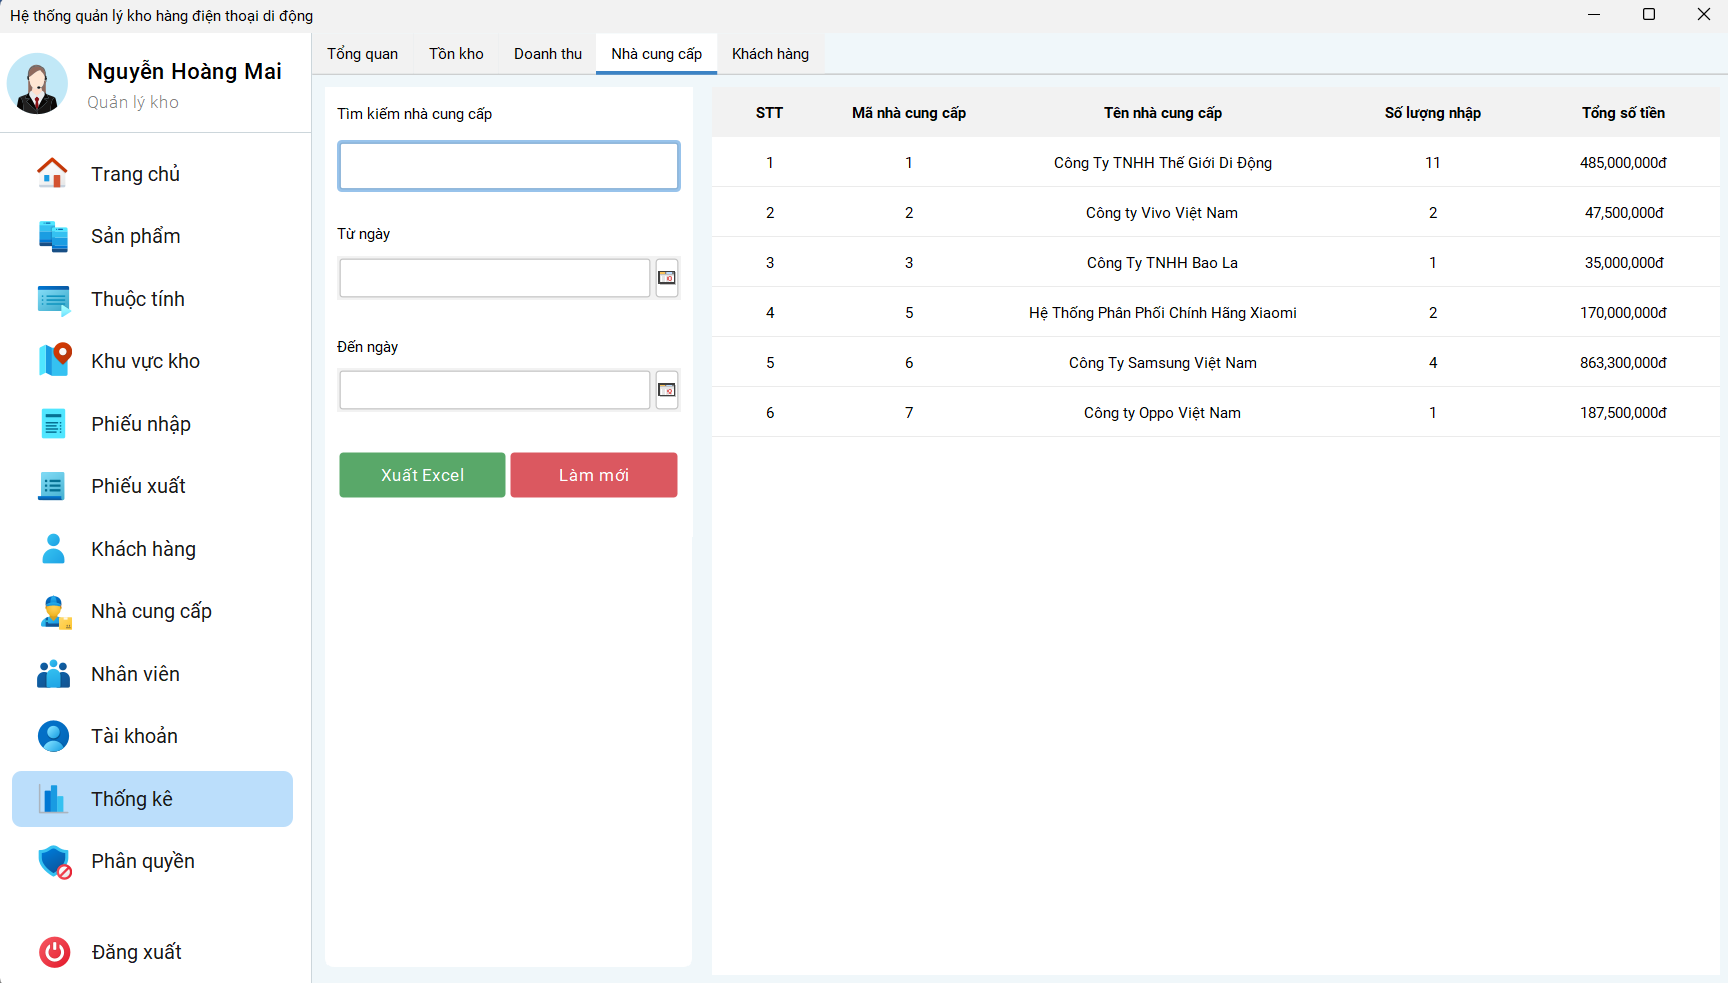 Hệ thống quản lý kho hàng điện thoại di động
Nguyễn Hoàng Mai
Quản lý kho
Trang chủ
Sản phẩm
Thuộc tính
Khu vực kho
Phiếu nhập
Phiếu xuất
Khách hàng
Nhà cung cấp
Nhân viên
Tài khoản
Thống kê
Phân quyền
Đăng xuất
Tổng quan Tồn kho Doanh thu Nhà cung cấp Khách hàng
Tìm kiếm nhà cung cấp
Từ ngày
Đến ngày
Xuất Excel Làm mới
STT Mã nhà cung cấp Tên nhà cung cấp Số lượng nhập Tổng số tiền
1 1 Công Ty TNHH Thế Giới Di Động 11 485,000,000đ
2 2 Công ty Vivo Việt Nam 2 47,500,000đ
3 3 Công Ty TNHH Bao La 1 35,000,000đ
4 5 Hệ Thống Phân Phối Chính Hãng Xiaomi 2 170,000,000đ
5 6 Công Ty Samsung Việt Nam 4 863,300,000đ
6 7 Công ty Oppo Việt Nam 1 187,500,000đ